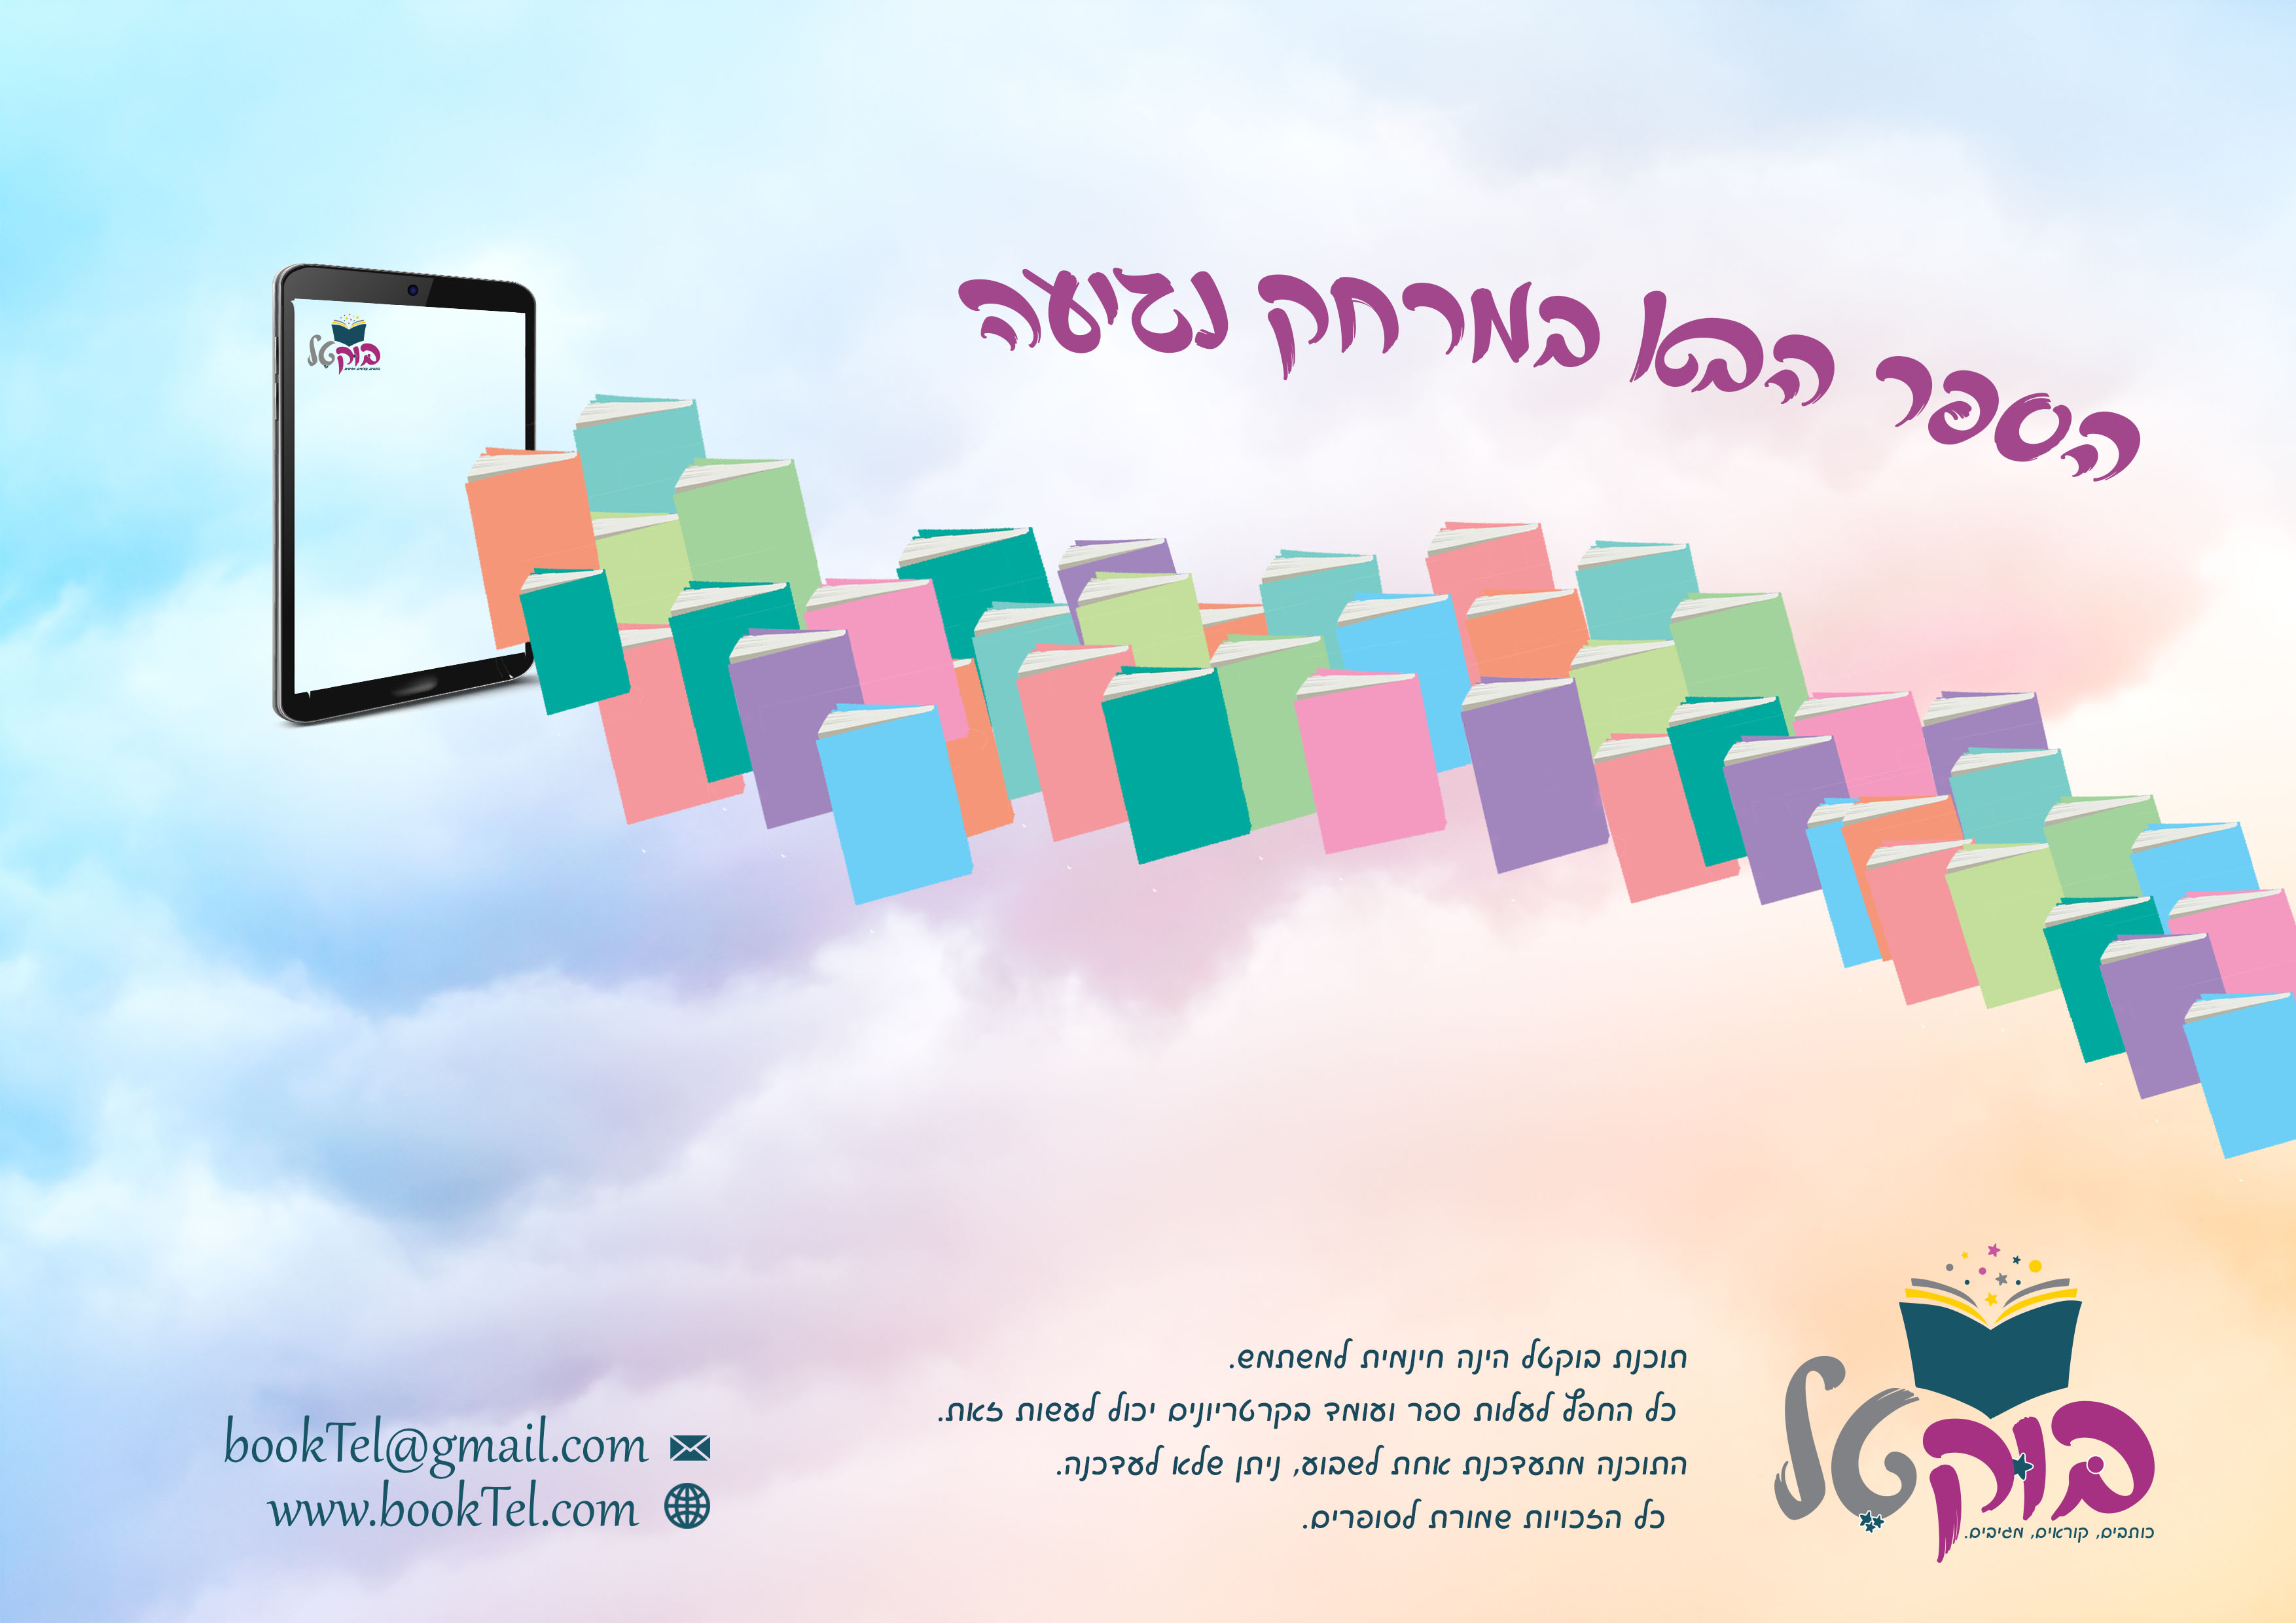 בוקטל
הספר הבא במרחק נגיעה
תוכנת בוקטל הינה חינמית למשתמש.
כל החפץ לעלות ספר ועומד בקרטריונים יכול לעשות זאת.
התוכנה מתעדכנת אחת לשבוע, ניתן שלא לעדכנה.
כל הזכויות שמורת לסופרים.
בוקטל
כותבים, קוראים, מגיבים.
bookTel@gmail.com
www.bookTel.com